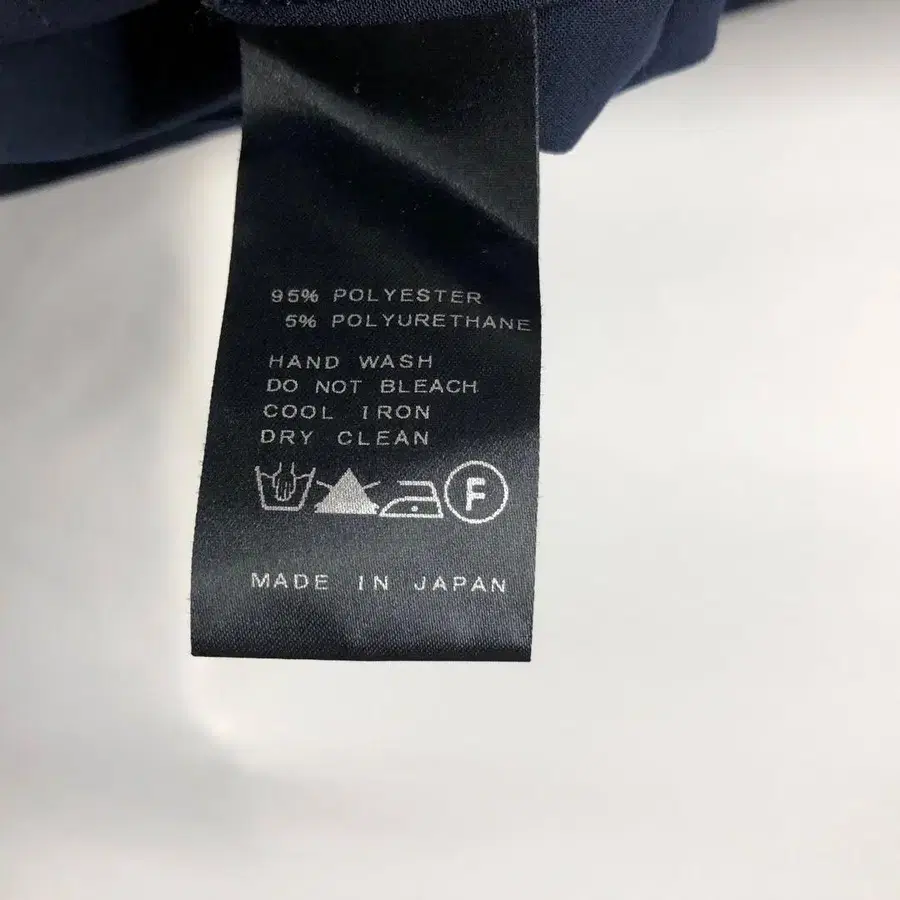 95% POLYESTER
5% POLYURETHANE
HAND WASH
DO NOT BLEACH
COOL IRON
DRY CLEAN
F
MADE IN JAPAN